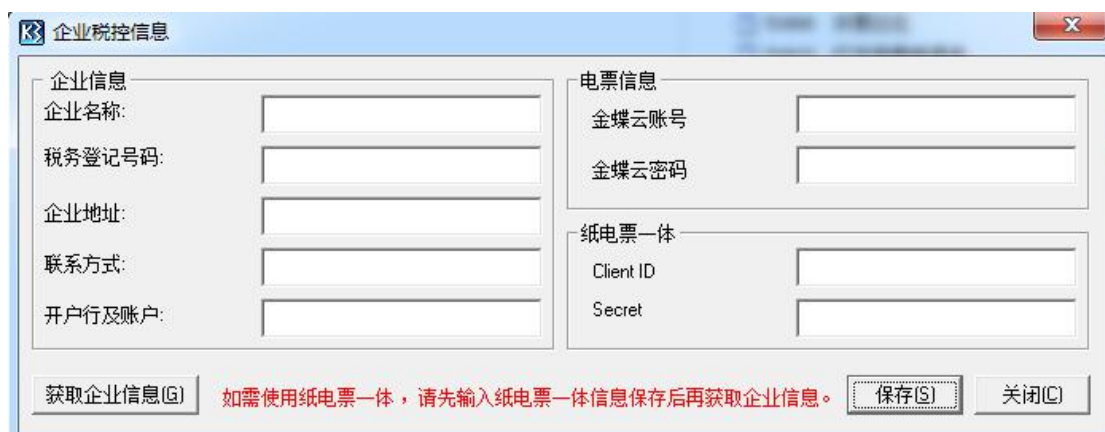 K3 企业税控信息
企业信息
企业名称:
税务登记号码:
企业地址:
联系方式:
开户行及账户:
电票信息
金蝶云账号
金蝶云密码
纸电票一体
Client ID
Secret
获取企业信息(G)
如需使用纸电票一体，请先输入纸电票一体信息保存后再获取企业信息。
保存(S)
关闭(C)